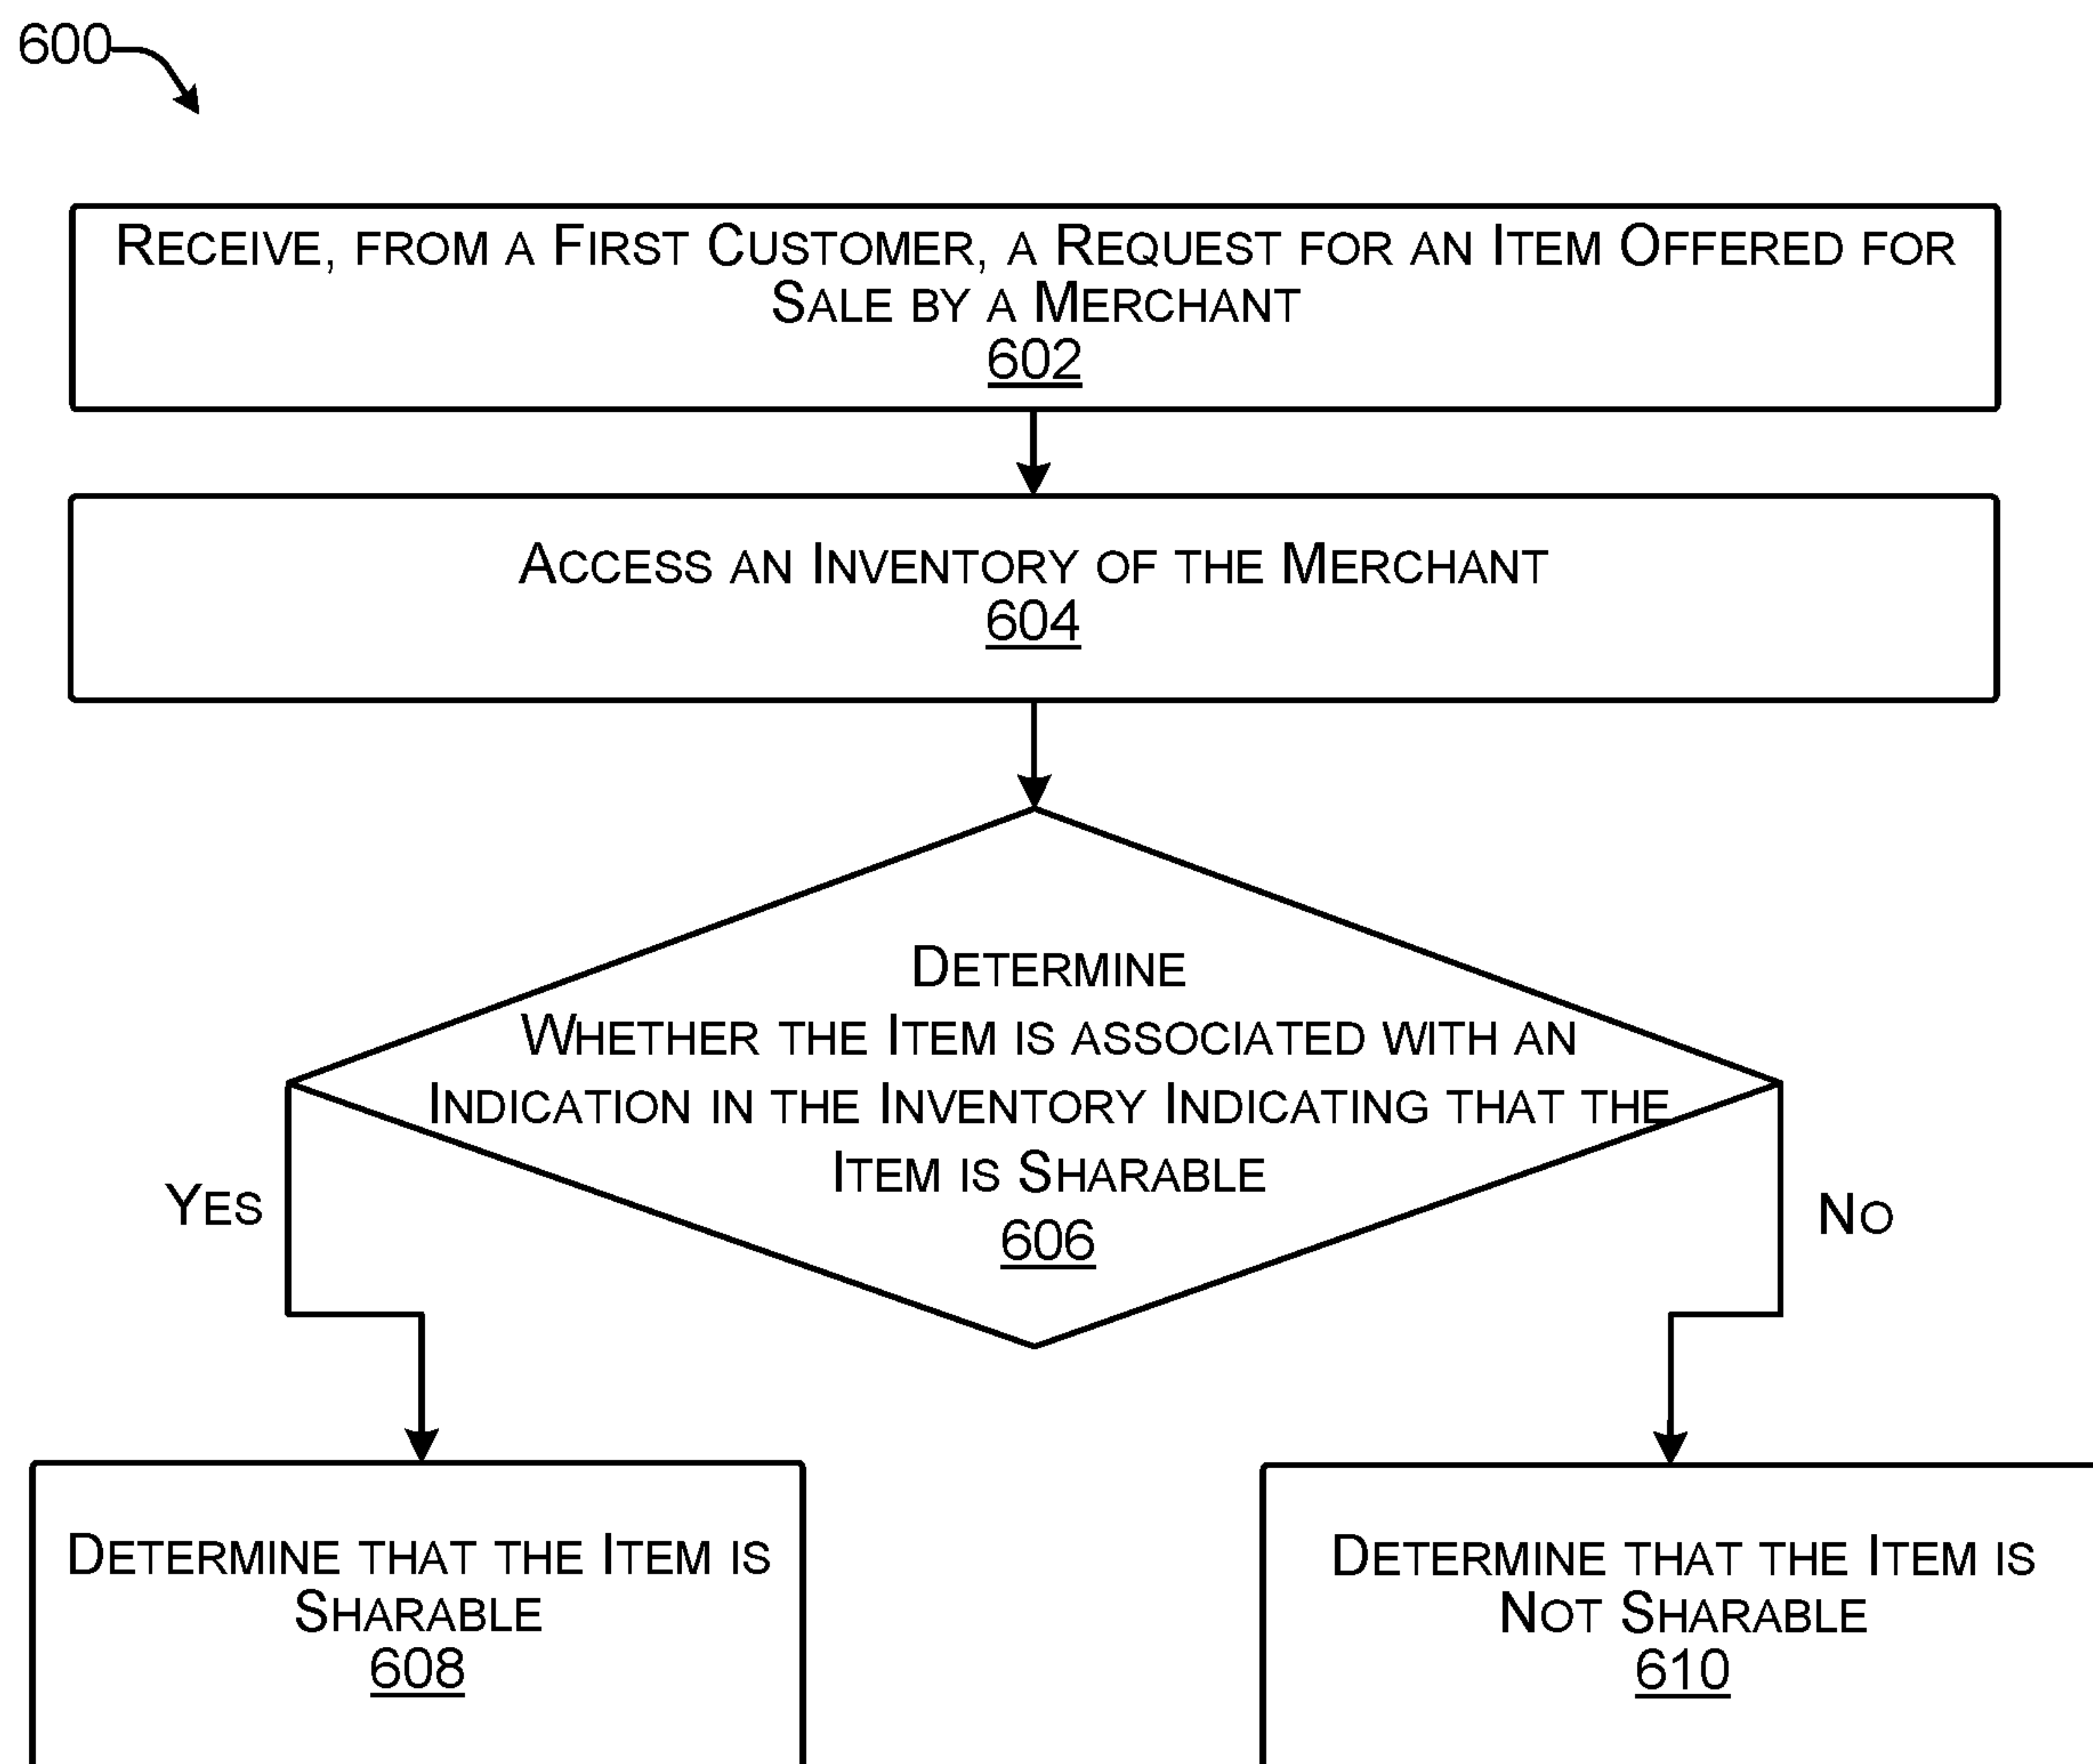 600
Receive, from a First Customer, a Request for an Item Offered for
Sale by a Merchant
602
Access an Inventory of the Merchant
604
Determine
Whether the Item is associated with an
Indication in the Inventory Indicating that the
Item is Sharable
606
Yes
No
Determine that the Item is
Sharable
608
Determine that the Item is
Not Sharable
610